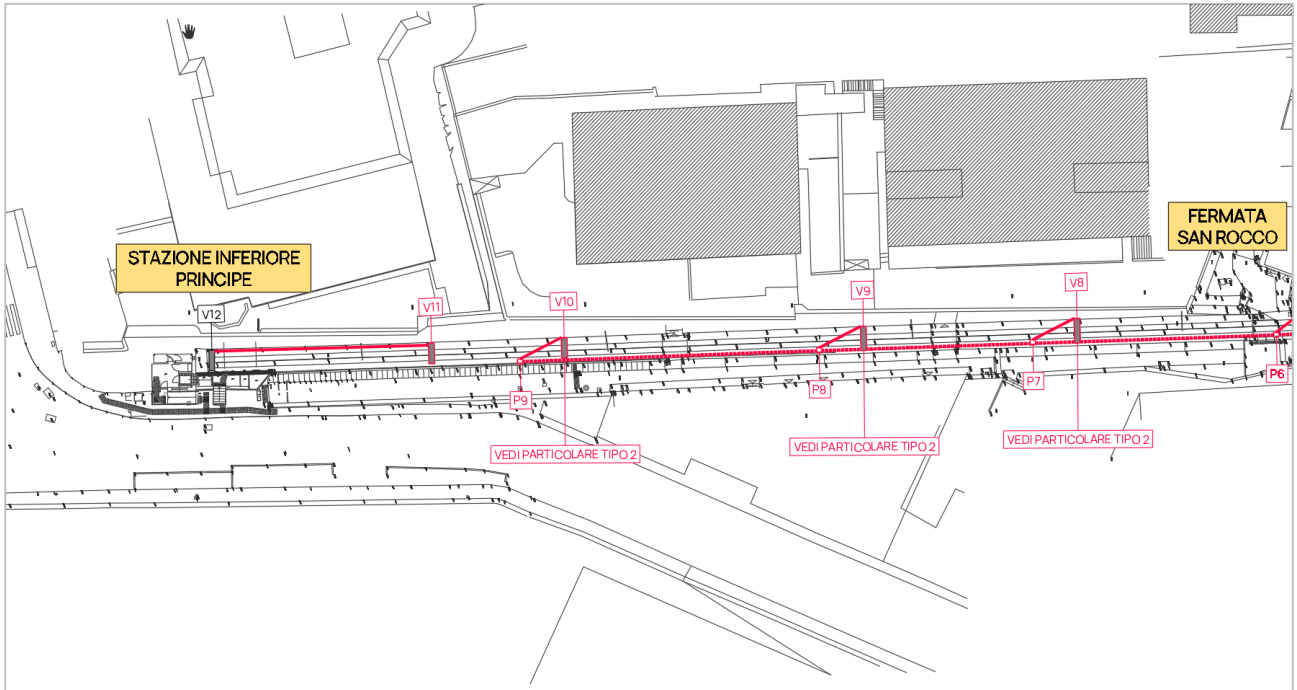 FERMATA
SAN ROCCO
STAZIONE INFERIORE
PRINCIPE
V12
V11
V10
V9
V8
P9
P8
P7
P6
VEDI PARTICOLARE TIPO 2
VEDI PARTICOLARE TIPO 2
VEDI PARTICOLARE TIPO 2